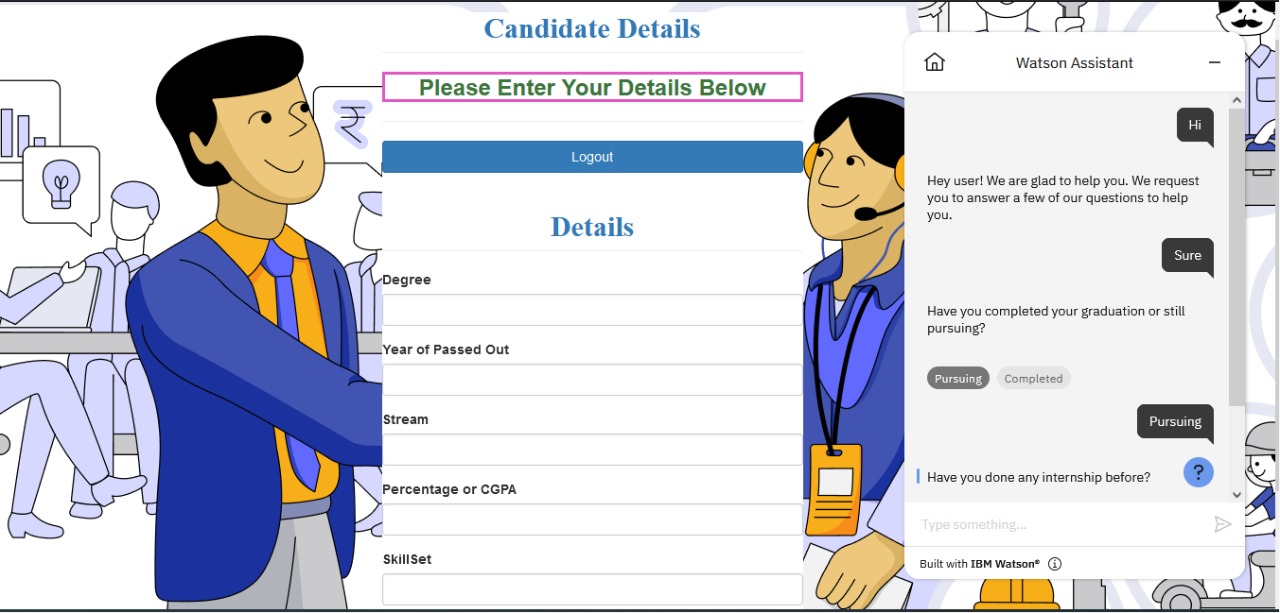 Candidate Details
Please Enter Your Details Below
Logout
Details
Degree
Year of Passed Out
Stream
Percentage or CGPA
SkillSet
₹
Watson Assistant
Hi
Hey user! We are glad to help you. We request
you to answer a few of our questions to help
you.
Sure
Have you completed your graduation or still
pursuing?
Pursuing Completed
Pursuing
Have you done any internship before?
?
Type something...
Built with IBM Watson®